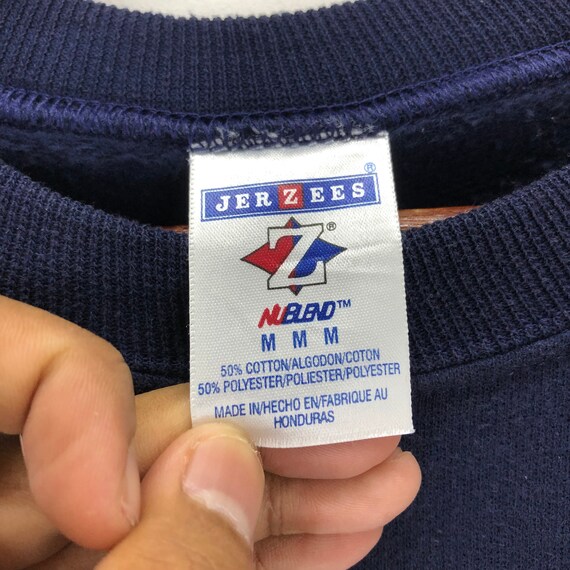 JERZEES®
Z®
NUBLEND™
M M M
50% COTTON/ALGODON/COTON
50% POLYESTER/POLIESTER/POLYESTER
MADE IN/HECHO EN/FABRIQUE AU
HONDURAS